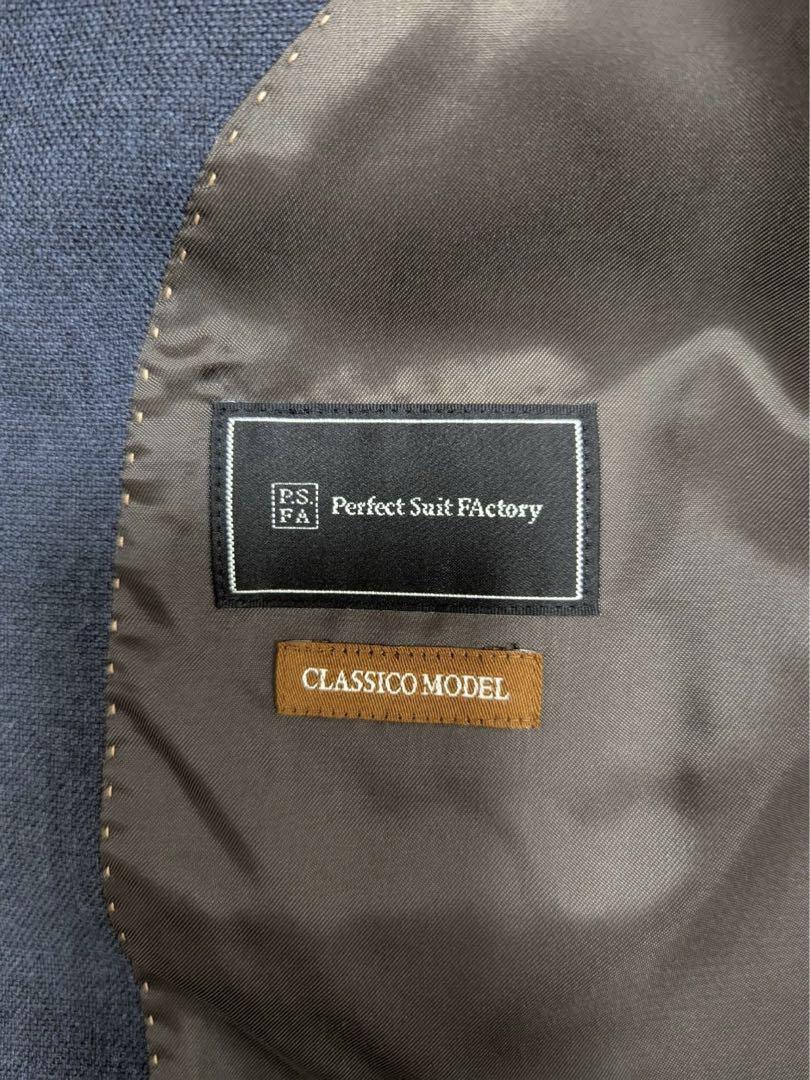 P.S.
FA
Perfect Suit FActory
CLASSICO MODEL